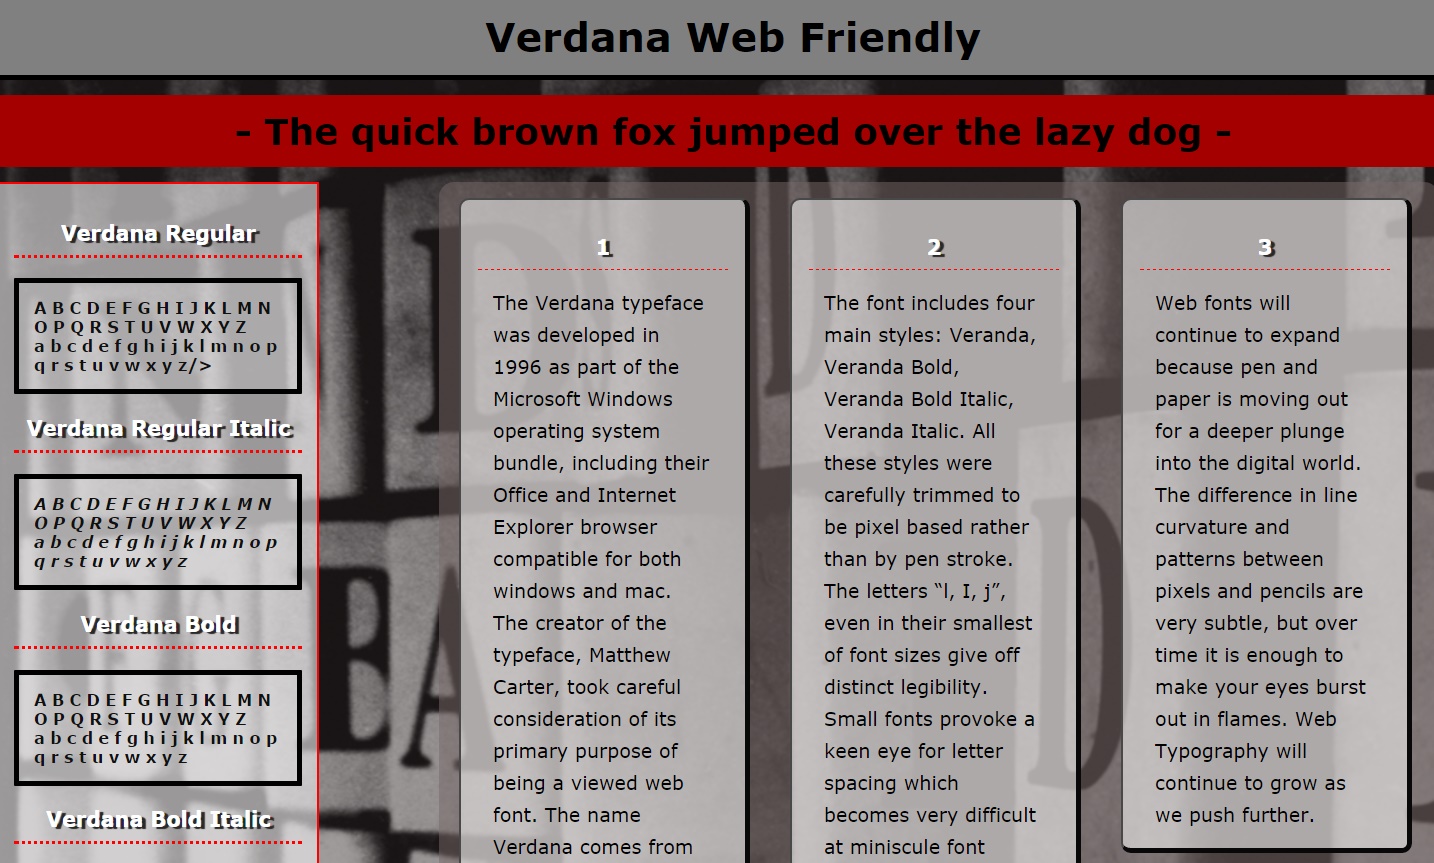 Verdana Web Friendly
- The quick brown fox jumped over the lazy dog -
Verdana Regular
A B C D E F G H I J K L M N
O P Q R S T U V W X Y Z
a b c d e f g h i j k l m n o p
q r s t u v w x y z/>
Verdana Regular Italic
A B C D E F G H I J K L M N
O P Q R S T U V W X Y Z
a b c d e f g h i j k l m n o p
q r s t u v w x y z
Verdana Bold
A B C D E F G H I J K L M N
O P Q R S T U V W X Y Z
a b c d e f g h i j k l m n o p
q r s t u v w x y z
Verdana Bold Italic
1
The Verdana typeface
was developed in
1996 as part of the
Microsoft Windows
operating system
bundle, including their
Office and Internet
Explorer browser
compatible for both
windows and mac.
The creator of the
typeface, Matthew
Carter, took careful
consideration of its
primary purpose of
being a viewed web
font. The name
Verdana comes from
2
The font includes four
main styles: Veranda,
Veranda Bold,
Veranda Bold Italic,
Veranda Italic. All
these styles were
carefully trimmed to
be pixel based rather
than by pen stroke.
The letters “l, I, j”,
even in their smallest
of font sizes give off
distinct legibility.
Small fonts provoke a
keen eye for letter
spacing which
becomes very difficult
at miniscule font
3
Web fonts will
continue to expand
because pen and
paper is moving out
for a deeper plunge
into the digital world.
The difference in line
curvature and
patterns between
pixels and pencils are
very subtle, but over
time it is enough to
make your eyes burst
out in flames. Web
Typography will
continue to grow as
we push further.